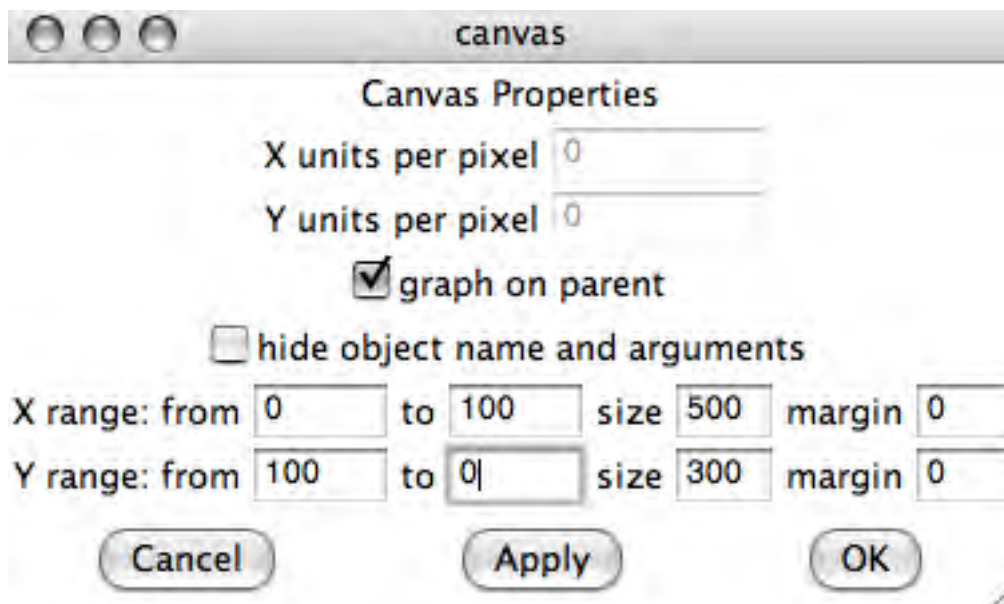 canvas
Canvas Properties
X units per pixel 0
Y units per pixel 0
graph on parent
hide object name and arguments
X range: from 0 to 100 size 500 margin 0
Y range: from 100 to 0 size 300 margin 0
Cancel Apply OK